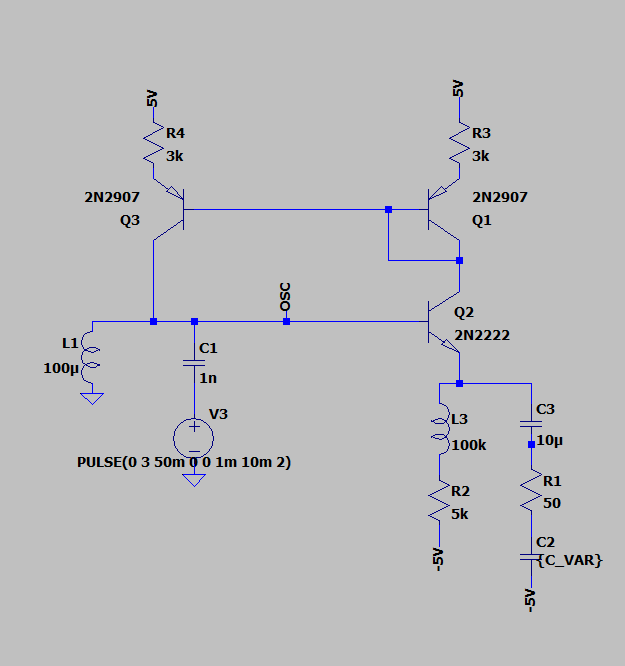 5V
5V
R4
3k
R3
3k
2N2907
Q3
2N2907
Q1
OSC
Q2
2N2222
L1
100µ
C1
1n
V3
PULSE(0 3 50m 0 0 1m 10m 2)
L3
100k
C3
10µ
R2
5k
R1
50
-5V
C2
{C_VAR}
-5V